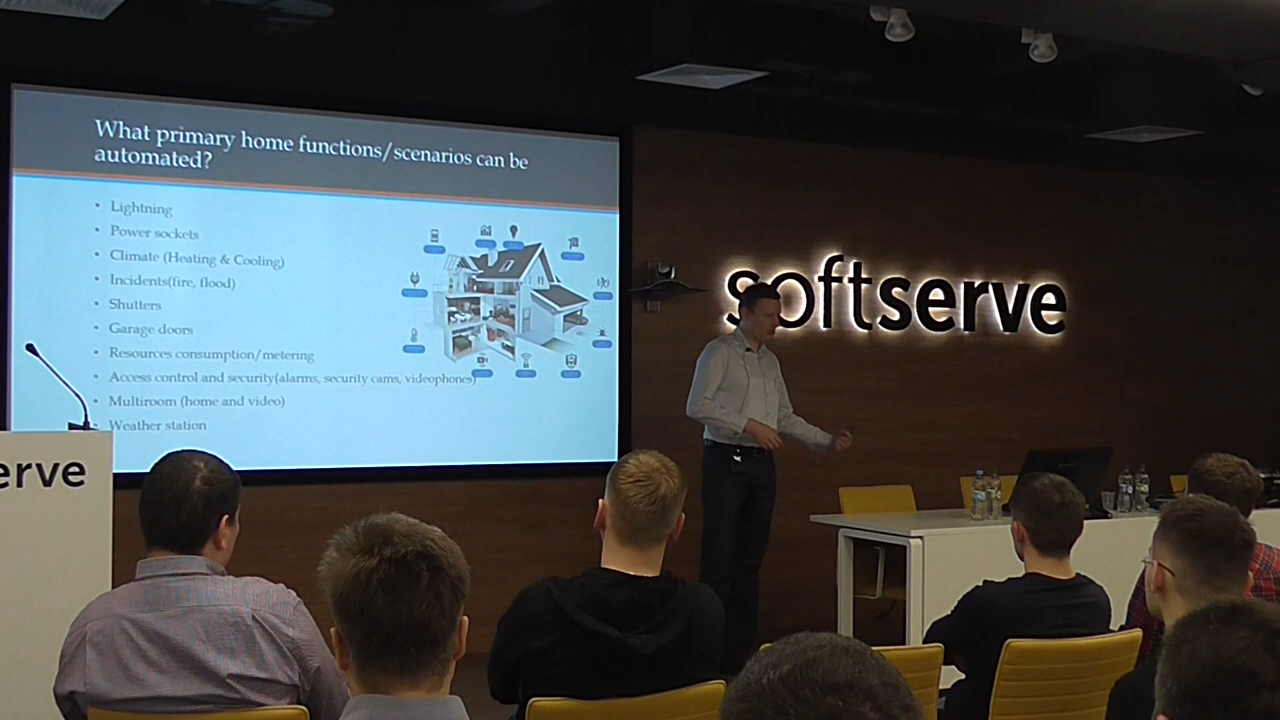 What primary home functions/scenarios can be
automated?
• Lightning
• Power sockets
• Climate (Heating & Cooling)
• Incidents(fire, flood)
• Shutters
• Garage doors
• Resources consumption/metering
• Access control and security(alarms, security cams, videophones)
• Multiroom (home and video)
• Weather station
softserve
erve